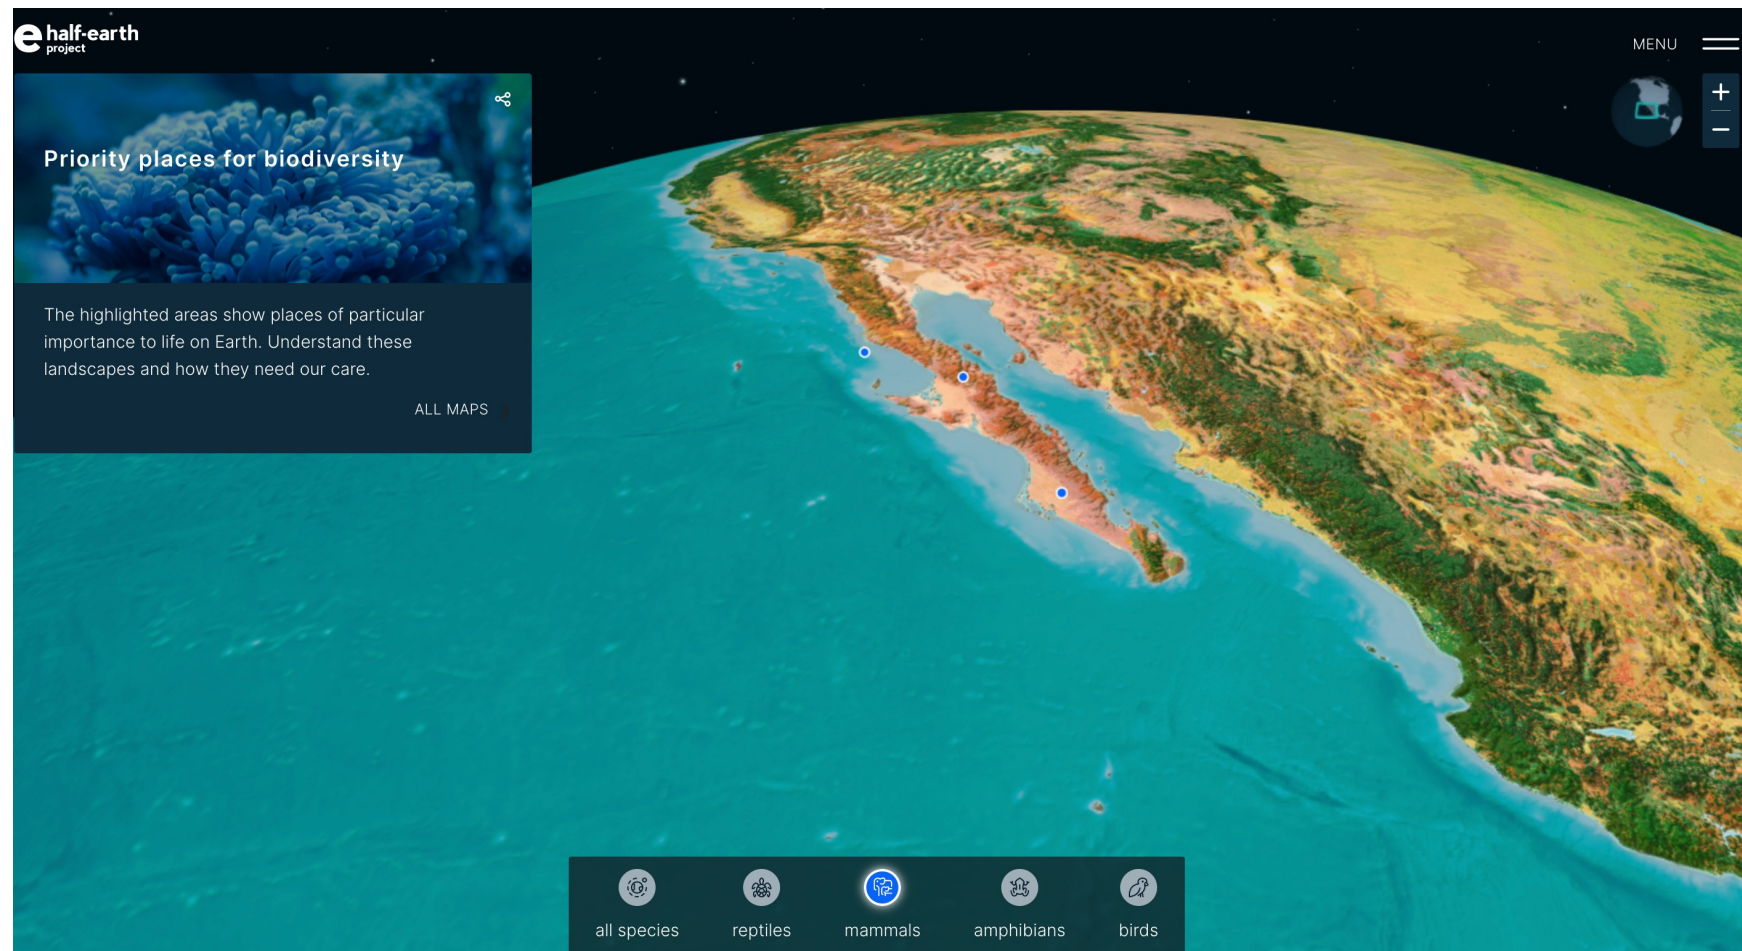 half-earth
project
MENU
Priority places for biodiversity
The highlighted areas show places of particular
importance to life on Earth. Understand these
landscapes and how they need our care.
ALL MAPS
all species
reptiles
mammals
amphibians
birds